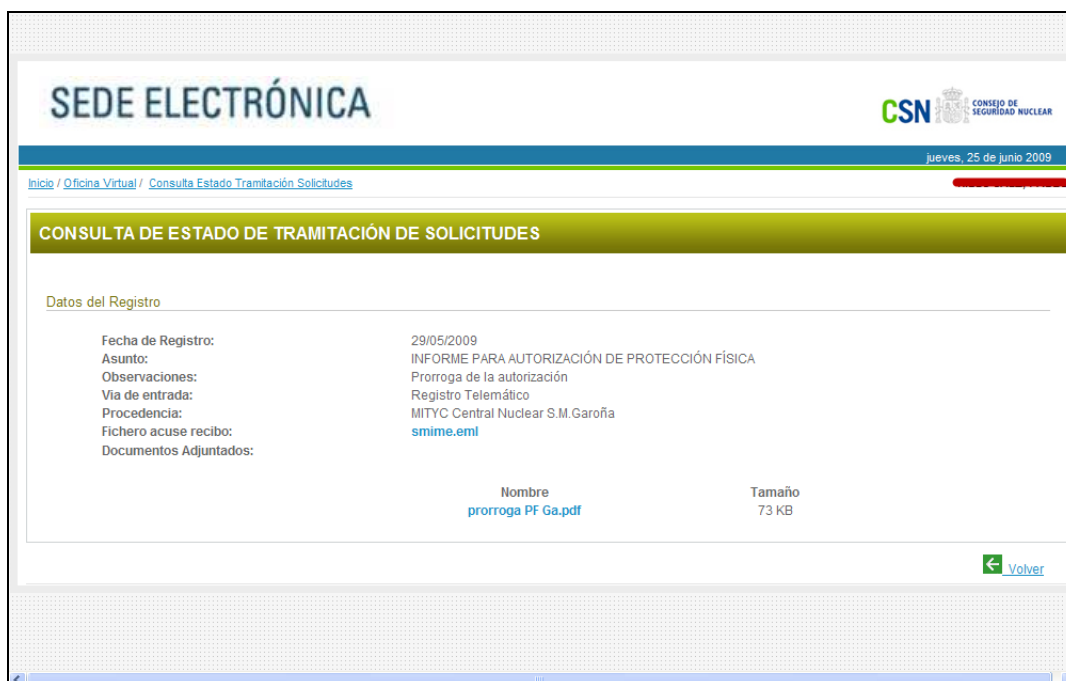 SEDE ELECTRÓNICA
CSN CONSEJO DE
SEGURIDAD NUCLEAR
jueves, 25 de junio 2009
Inicio / Oficina Virtual / Consulta Estado Tramitación Solicitudes
CONSULTA DE ESTADO DE TRAMITACIÓN DE SOLICITUDES
Datos del Registro
Fecha de Registro: 29/05/2009
Asunto: INFORME PARA AUTORIZACIÓN DE PROTECCIÓN FÍSICA
Observaciones: Prorroga de la autorización
Via de entrada: Registro Telemático
Procedencia: MITYC Central Nuclear S.M.Garoña
Fichero acuse recibo: smime.eml
Documentos Adjuntados:
Nombre Tamaño
prorroga PF Ga.pdf 73 KB
Volver